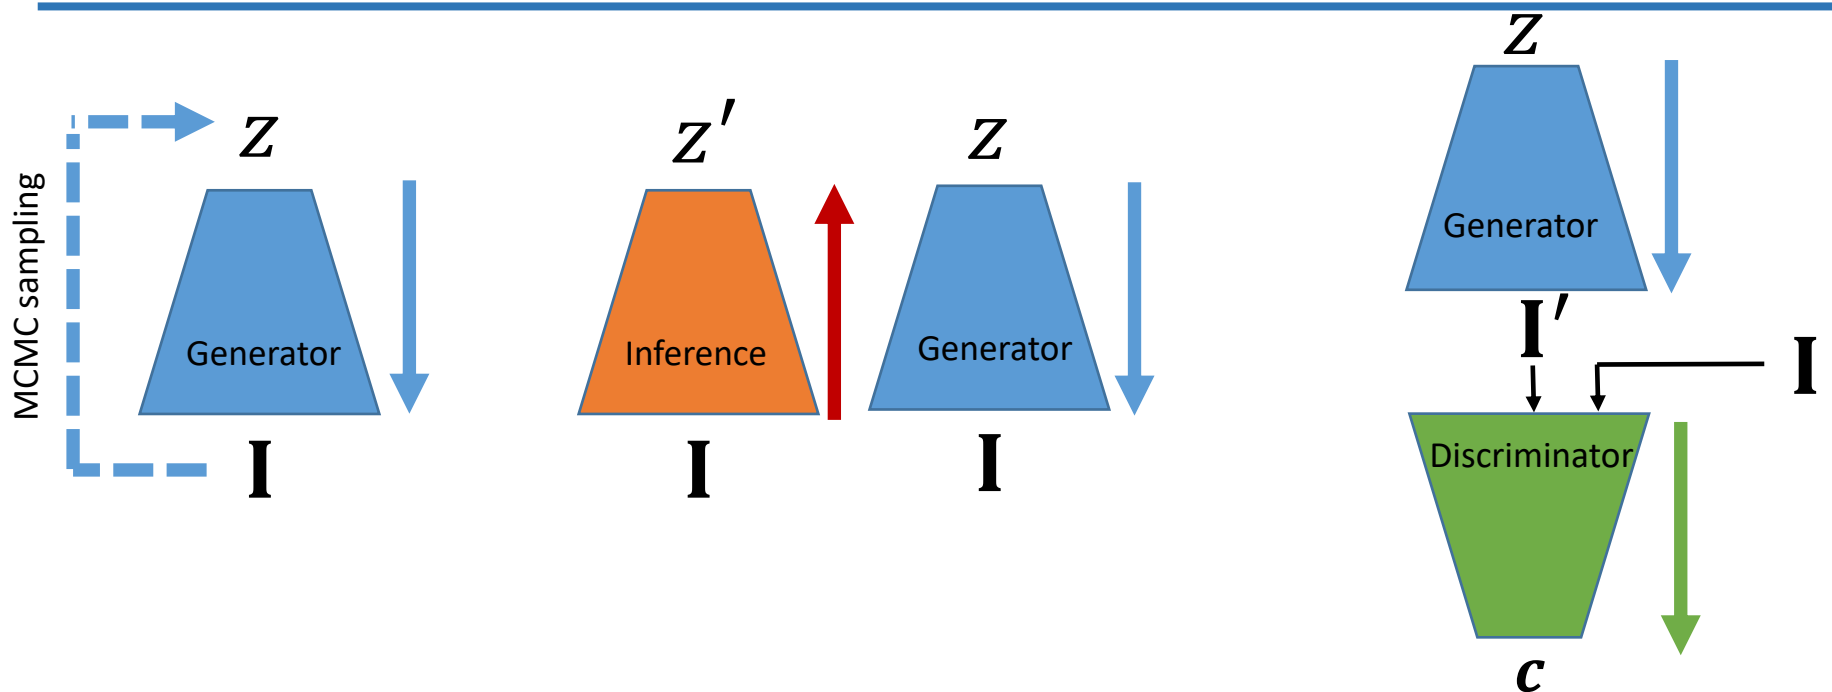 MCMC sampling
z
Generator
I
z′
Inference
I
z
Generator
I
z
Generator
I′
I
Discriminator
c